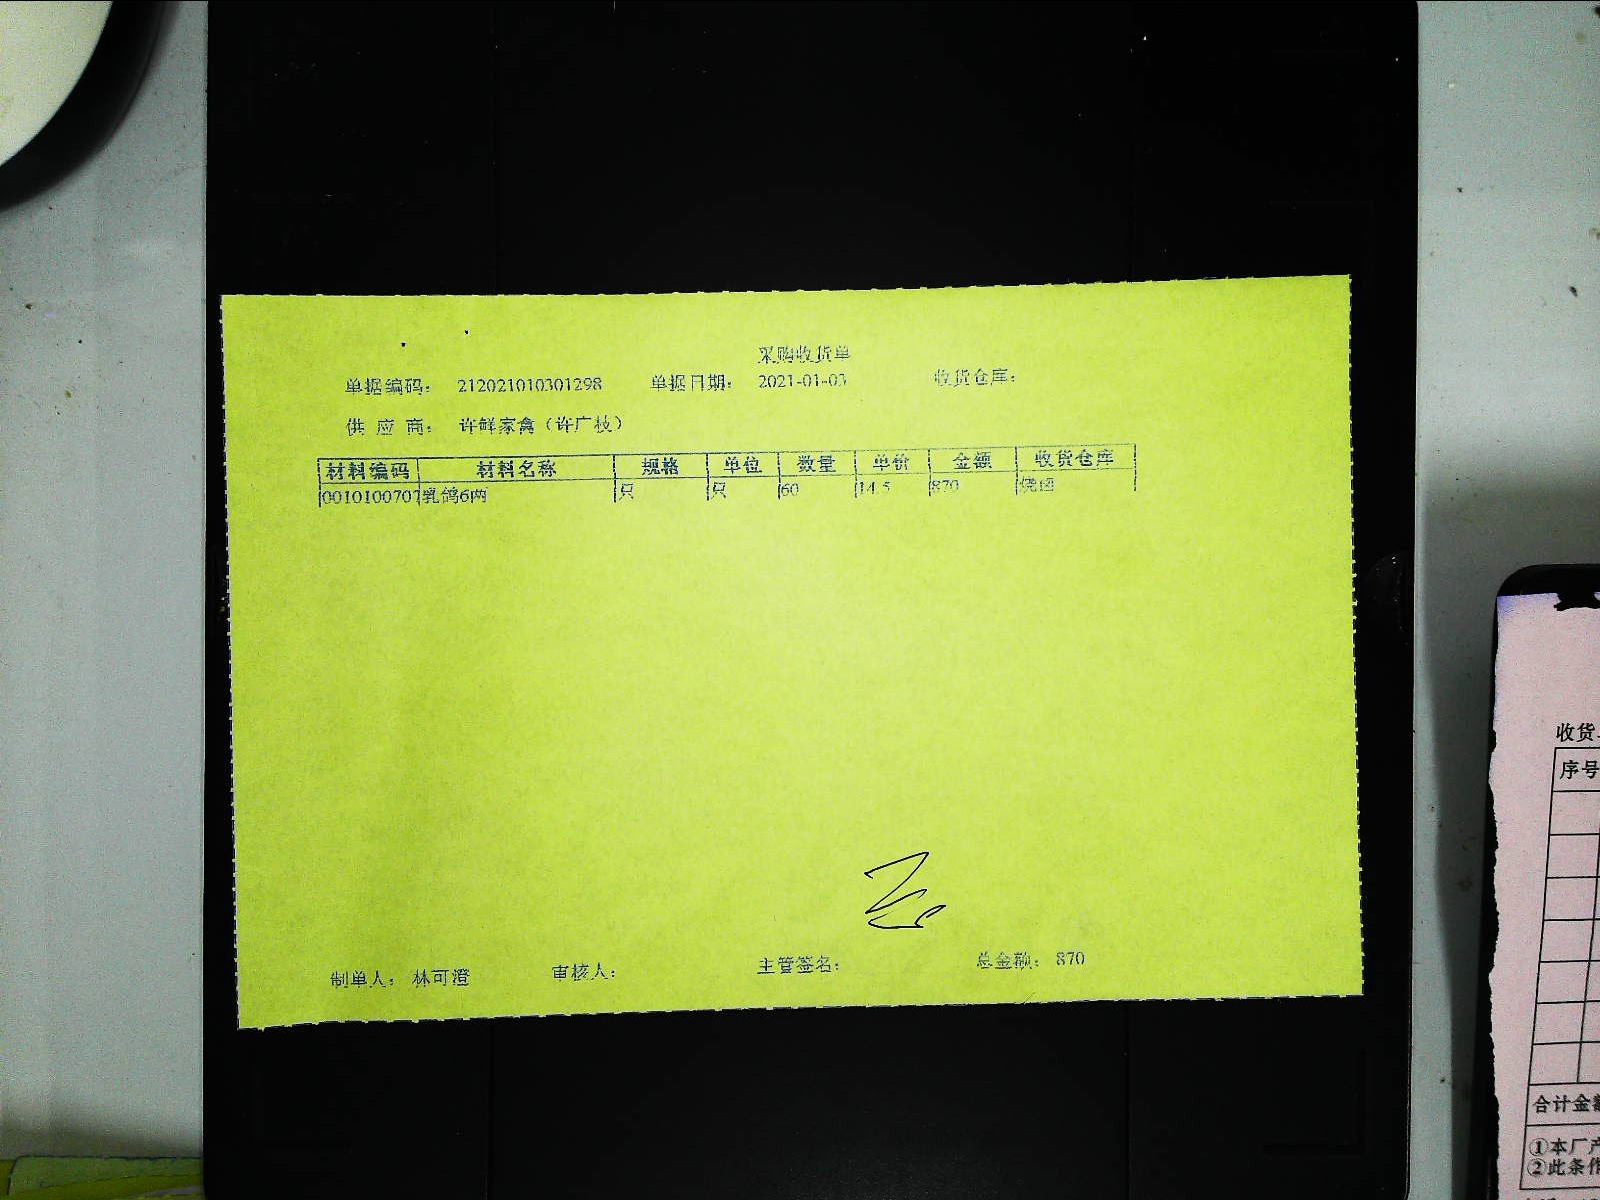 采购收货单
单据编码： 212021010301298 单据日期： 2021-01-03 收货仓库：
供 应 商： 许鲜家禽（许广枝）
材料编码 材料名称 规格 单位 数量 单价 金额 收货仓库
0010100707 乳鸽6两 只 只 60 14.5 870 烧卤
制单人： 林可澄 审核人： 主管签名： 总金额： 870
收货
序号
合计金额
①本厂产
②此条作